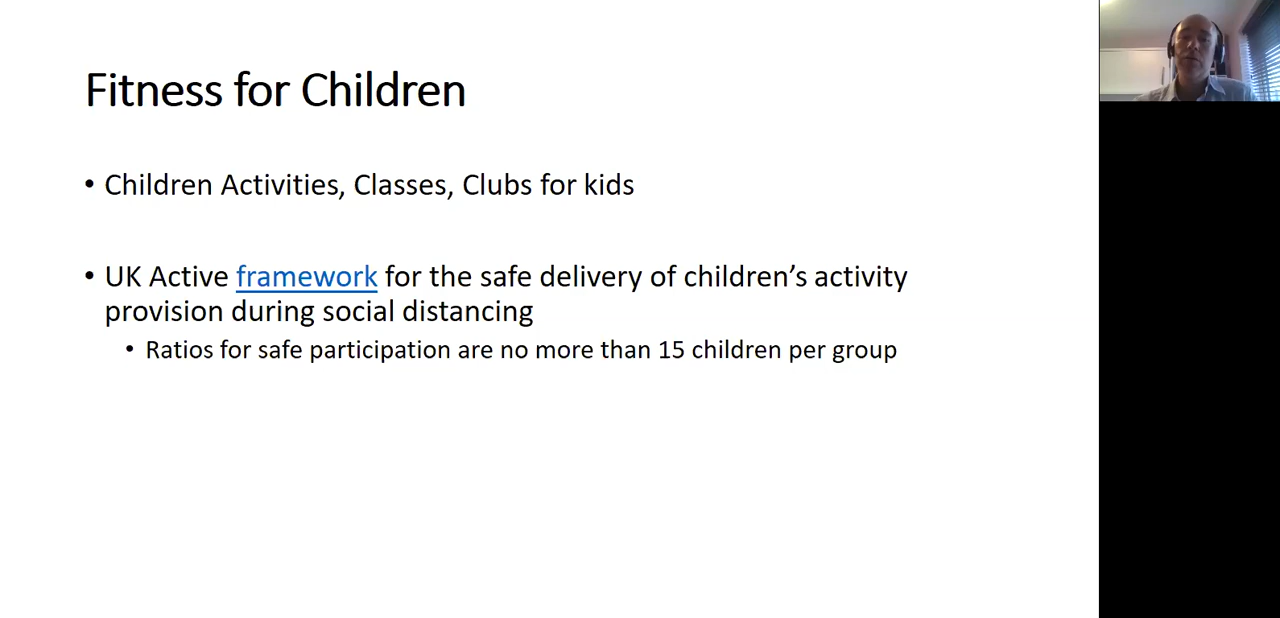 Fitness for Children
• Children Activities, Classes, Clubs for kids
• UK Active framework for the safe delivery of children’s activity
provision during social distancing
• Ratios for safe participation are no more than 15 children per group